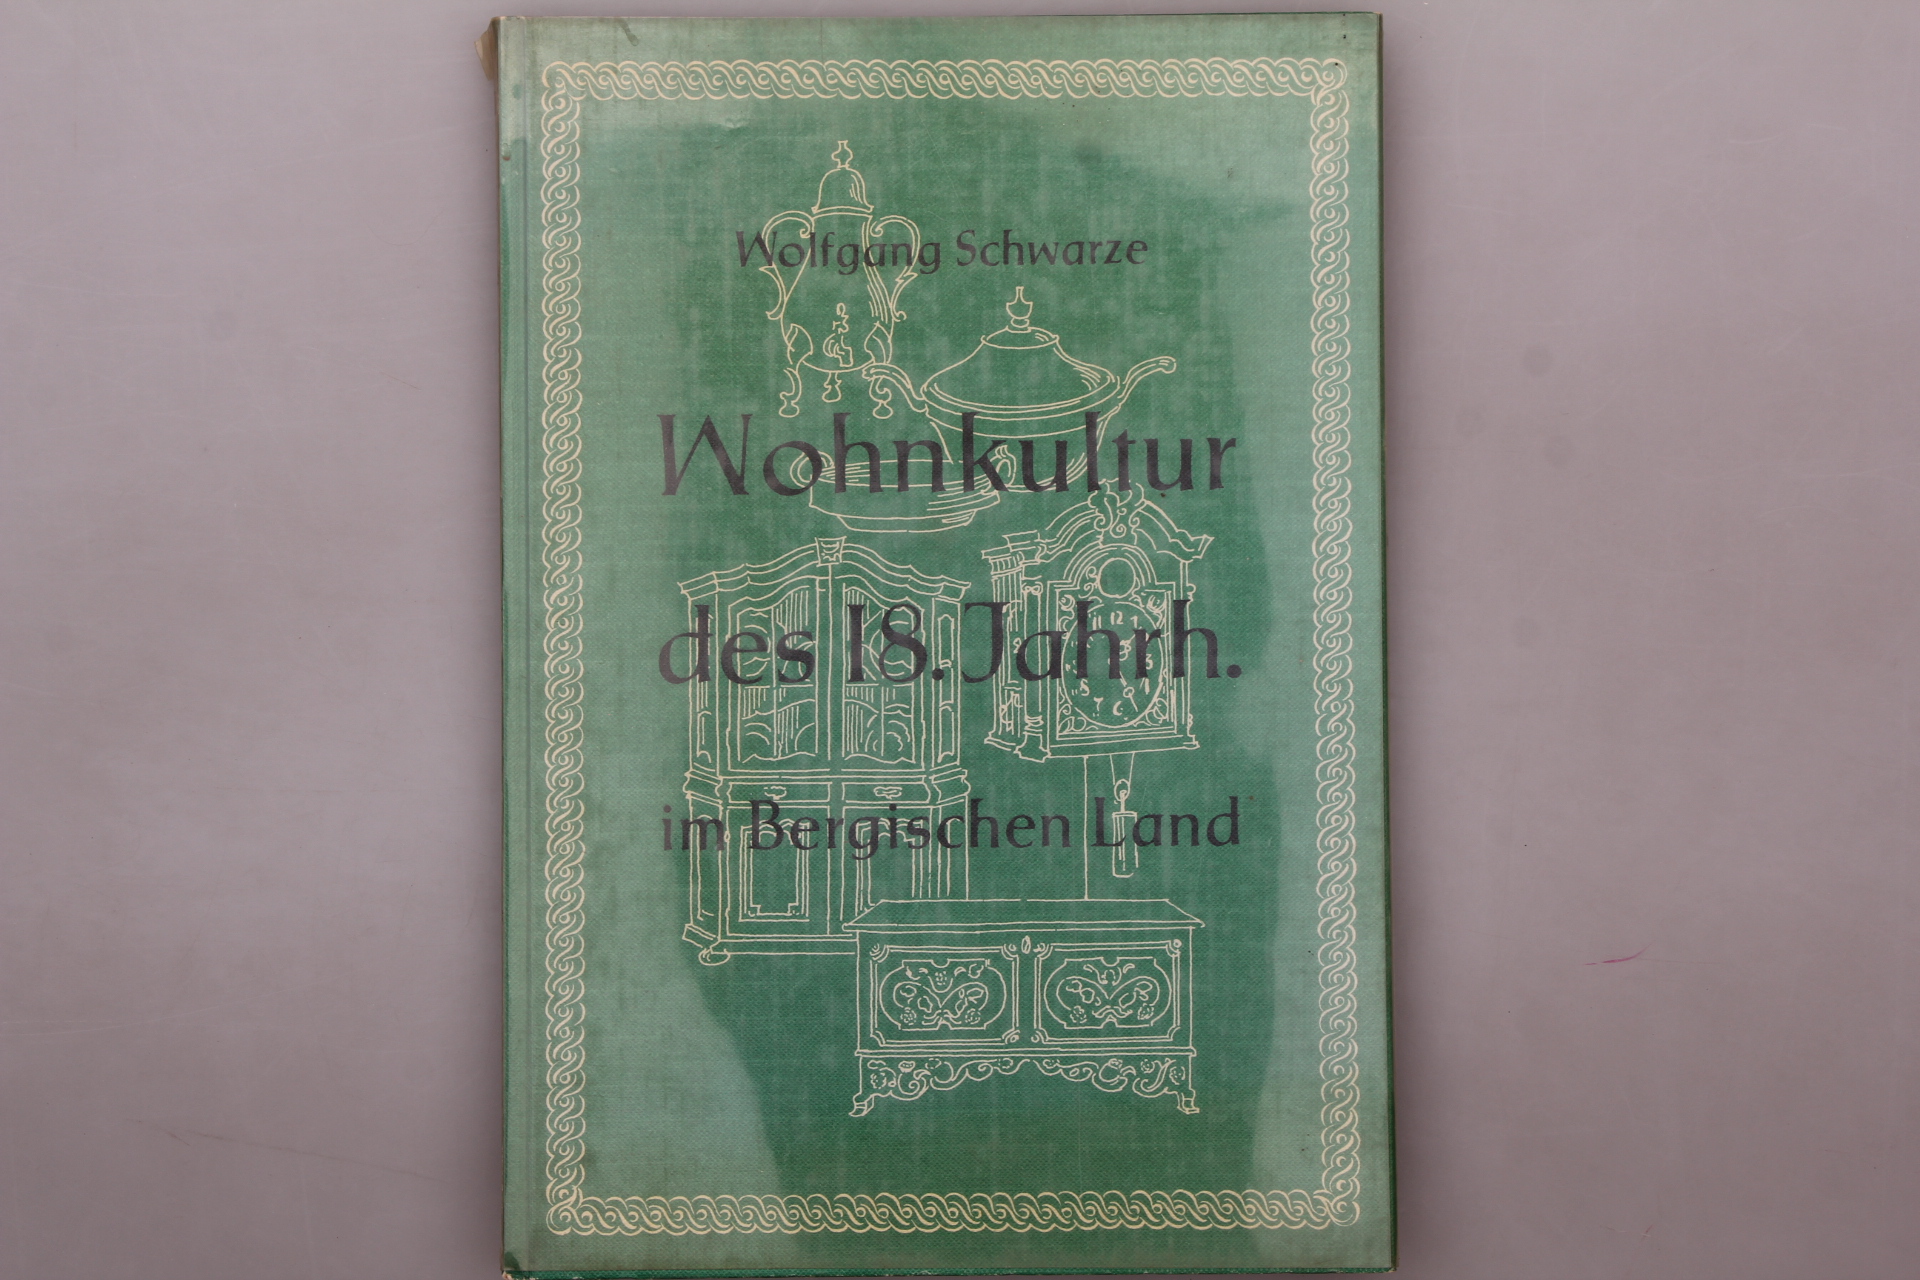 Wolfgang Schwarze
Wohnkultur
des 18. Jahrh.
im Bergischen Land